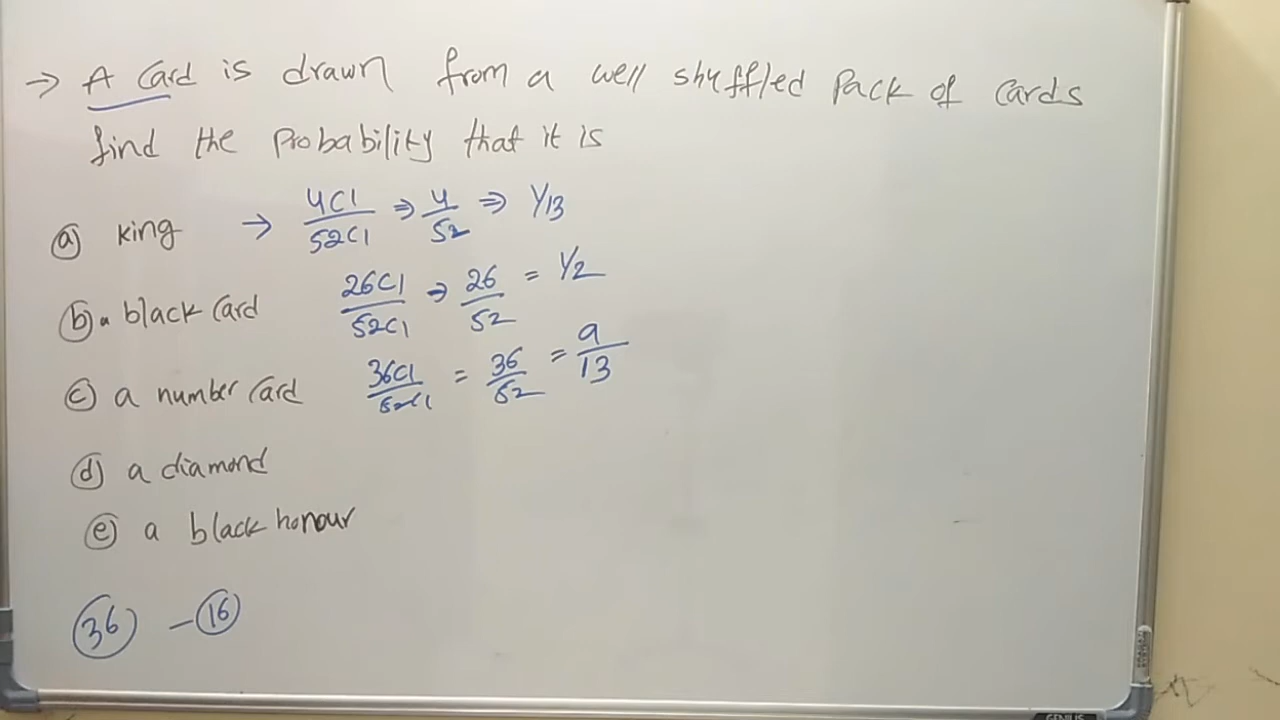 → A Card is drawn from a well shuffled pack of cards
find the probability that it is
(a) king → 4C1/52C1 ⇒ 4/52 ⇒ 1/13
(b) a black Card 26C1/52C1 → 26/52 = 1/2
(c) a number Card 36C1/52C1 = 36/52 = 9/13
(d) a diamond
(e) a black honour
36 - 16
GENIUS